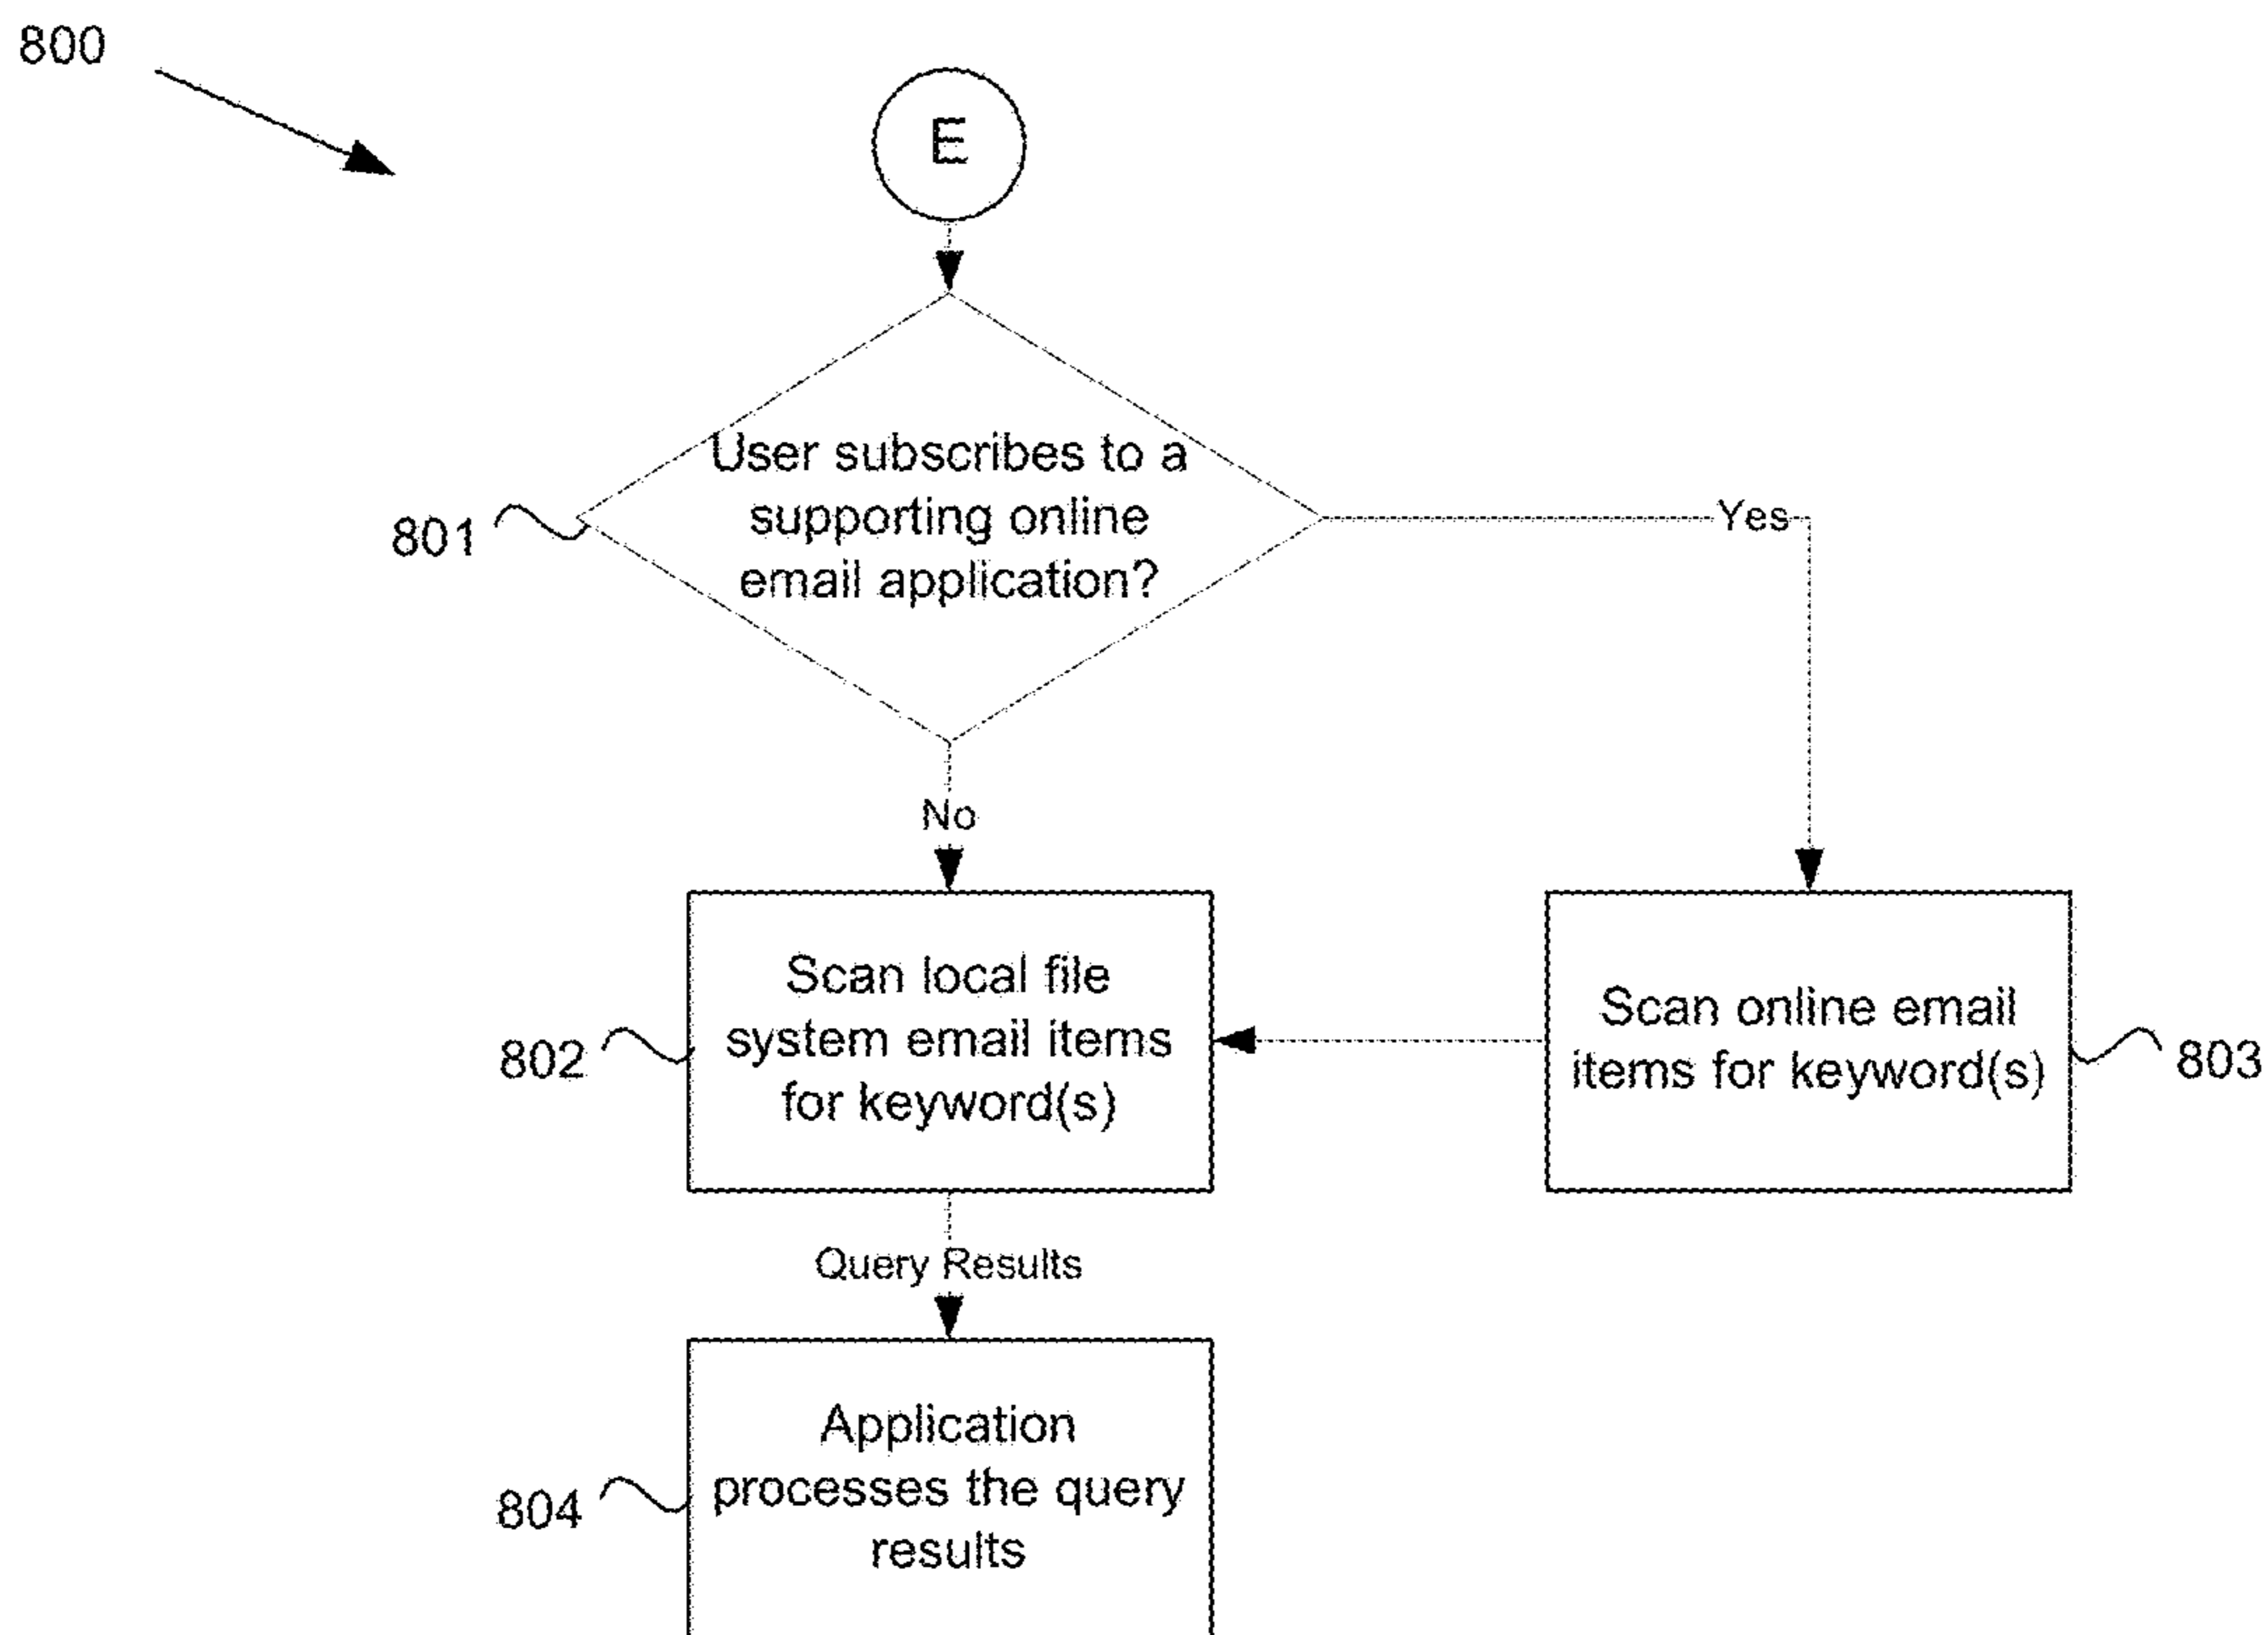 800
E
User subscribes to a
supporting online
email application?
801
Yes
No
Scan local file
system email items
for keyword(s)
802
Scan online email
items for keyword(s)
803
Query Results
Application
processes the query
results
804